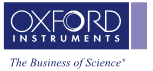 OXFORD
INSTRUMENTS
The Business of Science®